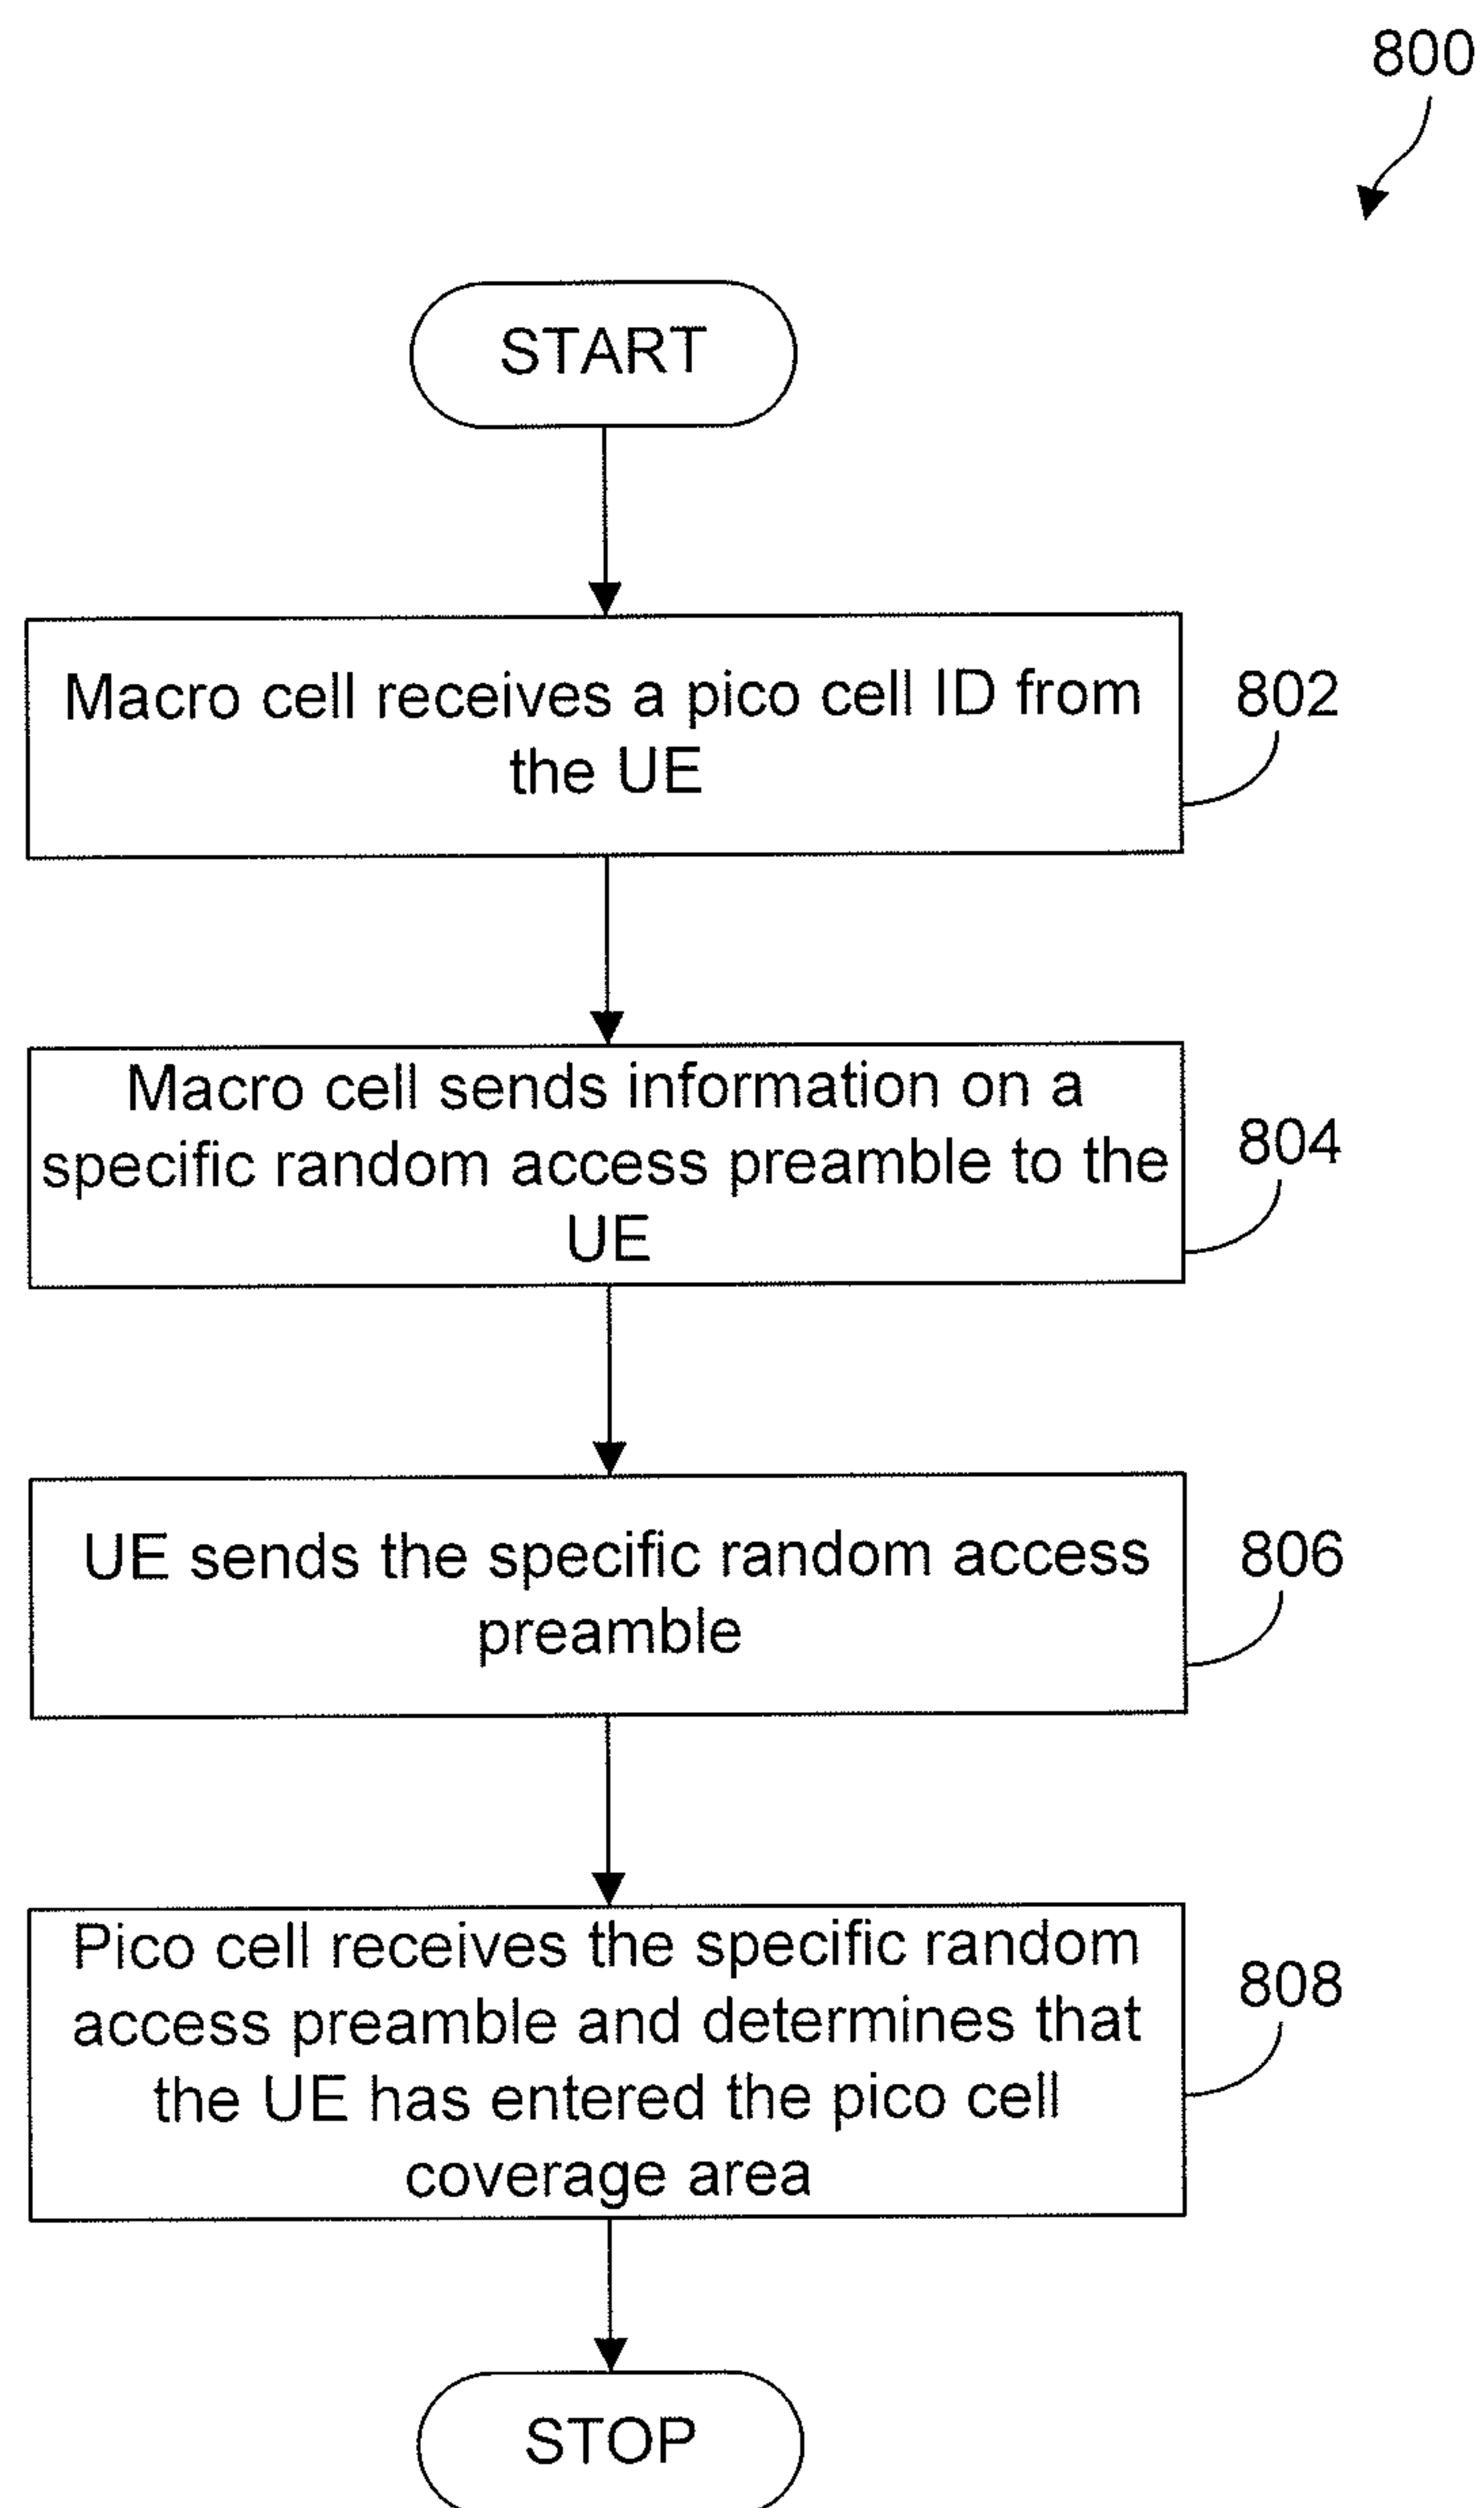 800
START
Macro cell receives a pico cell ID from
the UE
802
Macro cell sends information on a
specific random access preamble to the
UE
804
UE sends the specific random access
preamble
806
Pico cell receives the specific random
access preamble and determines that
the UE has entered the pico cell
coverage area
808
STOP